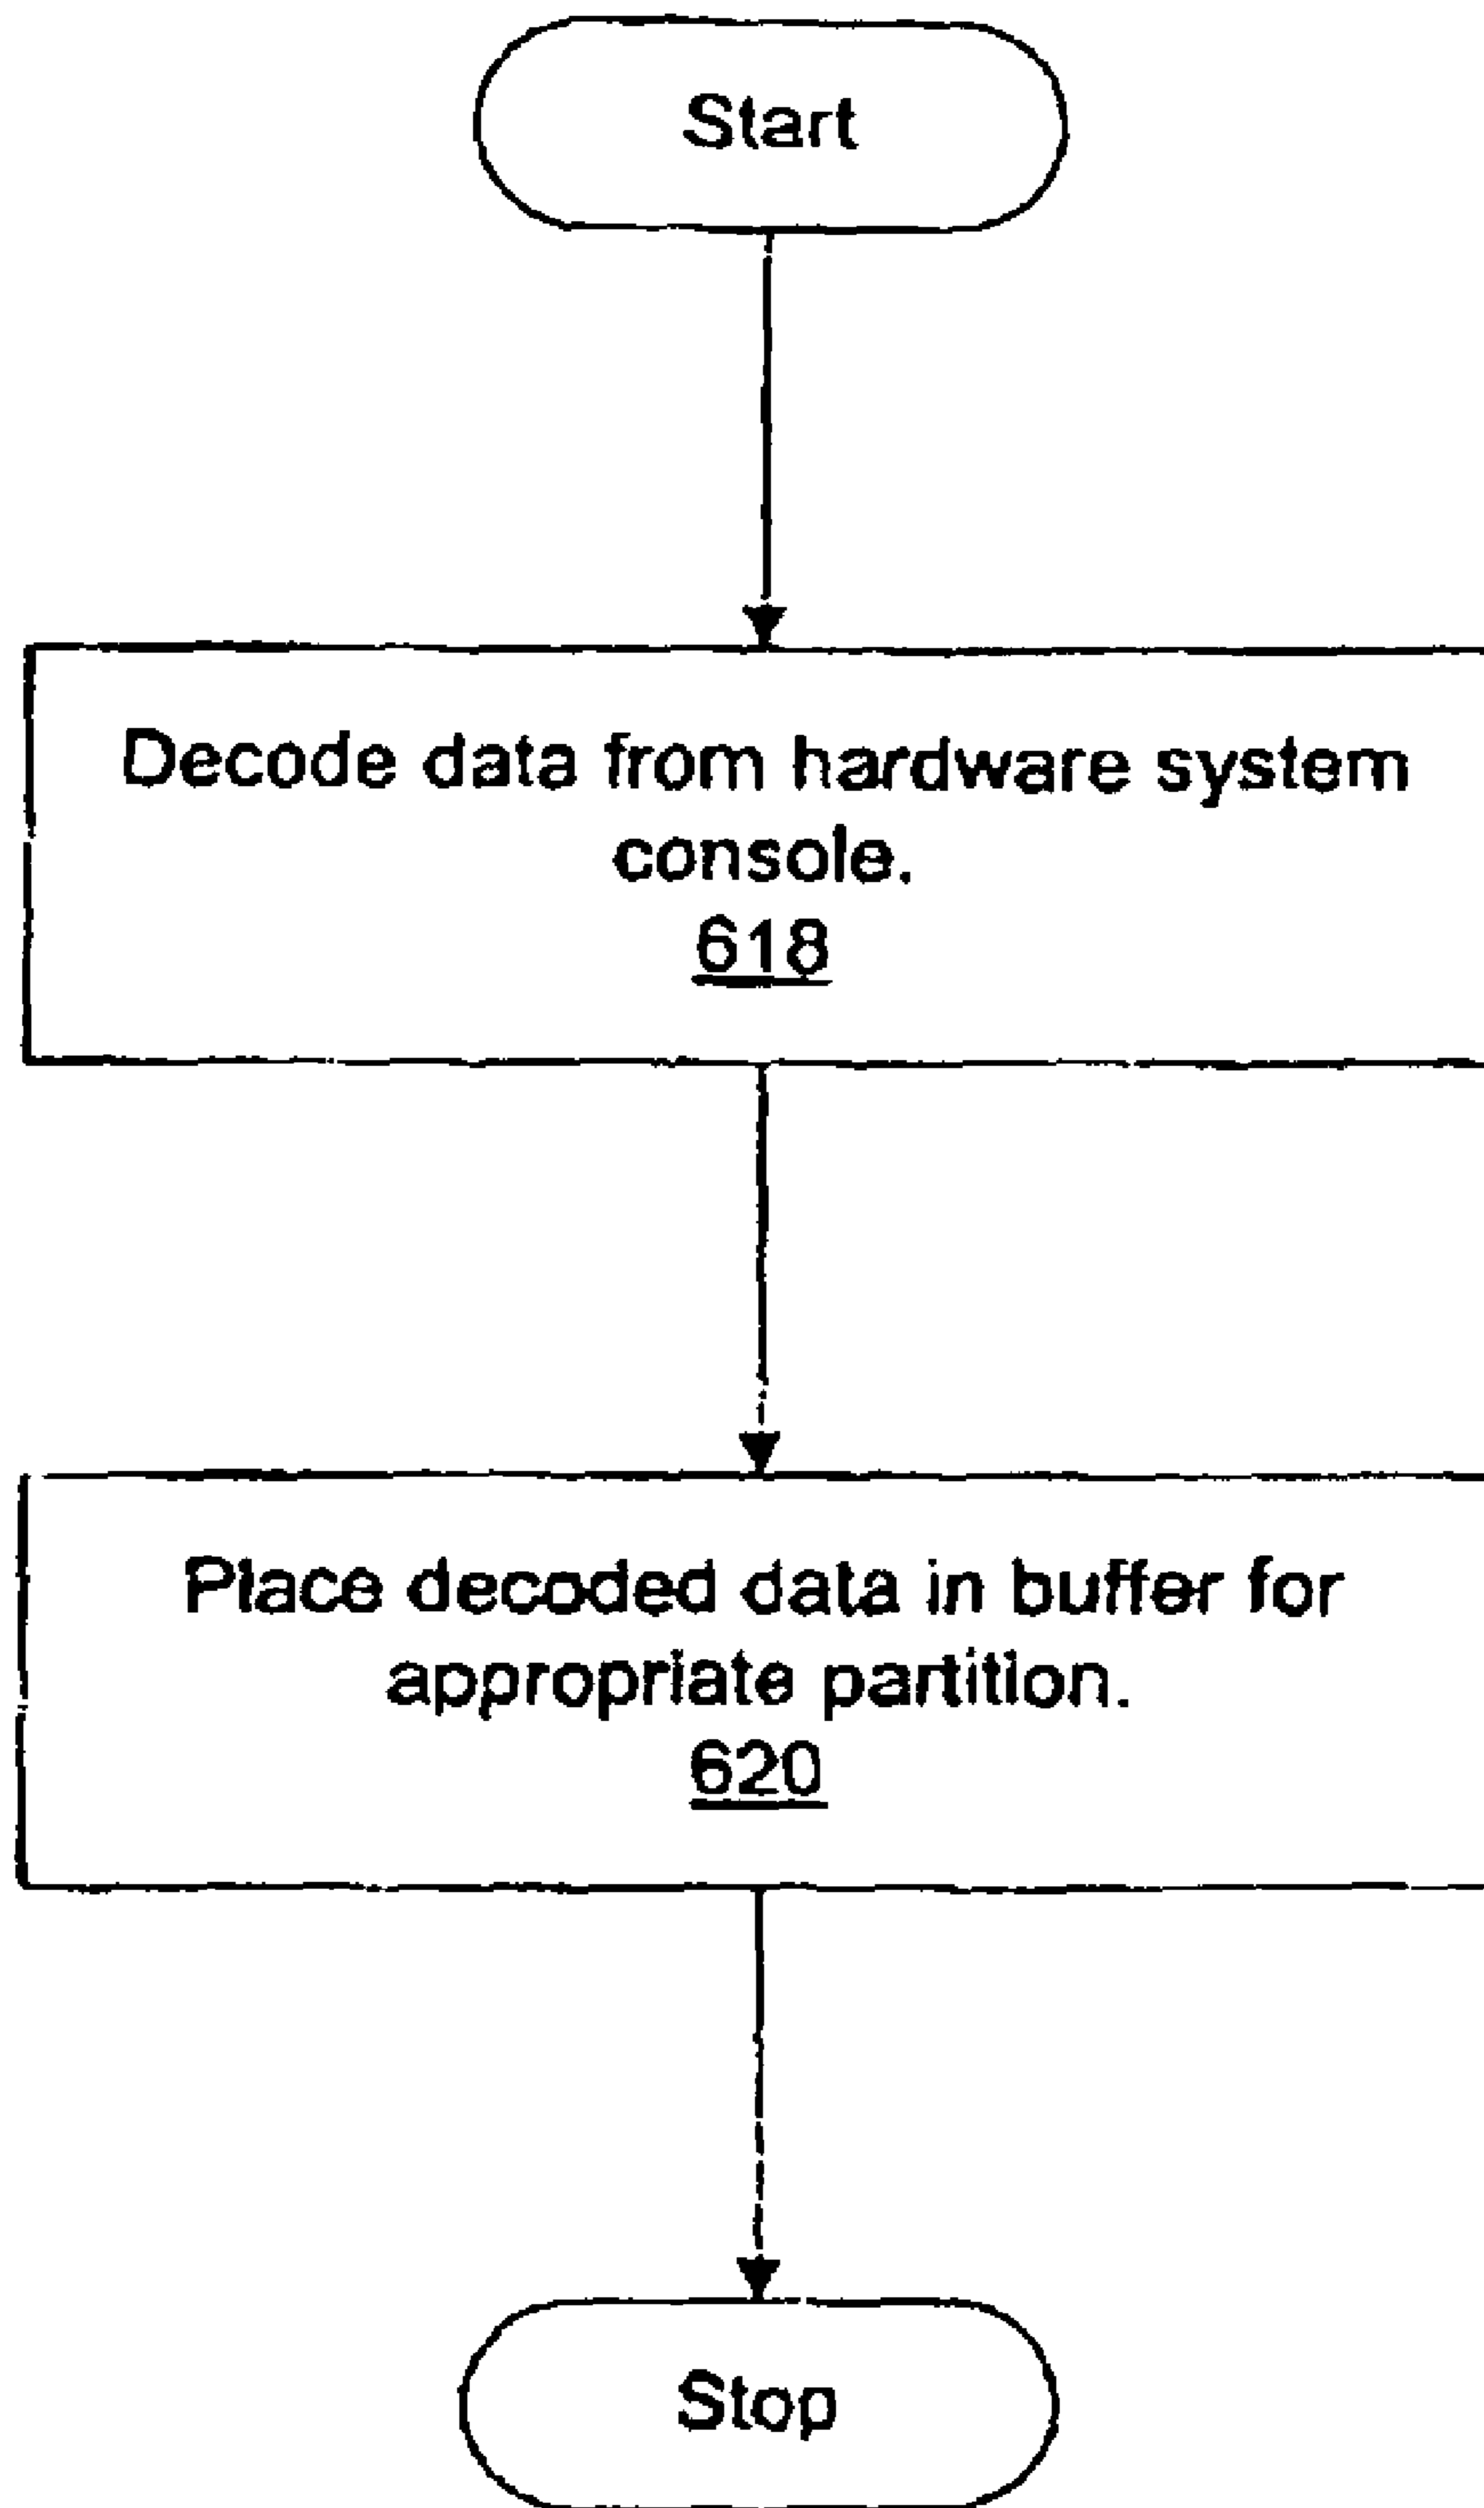 Start
Decode data from hardware system
console.
618
Place decoded data in buffer for
appropriate partition.
620
Stop